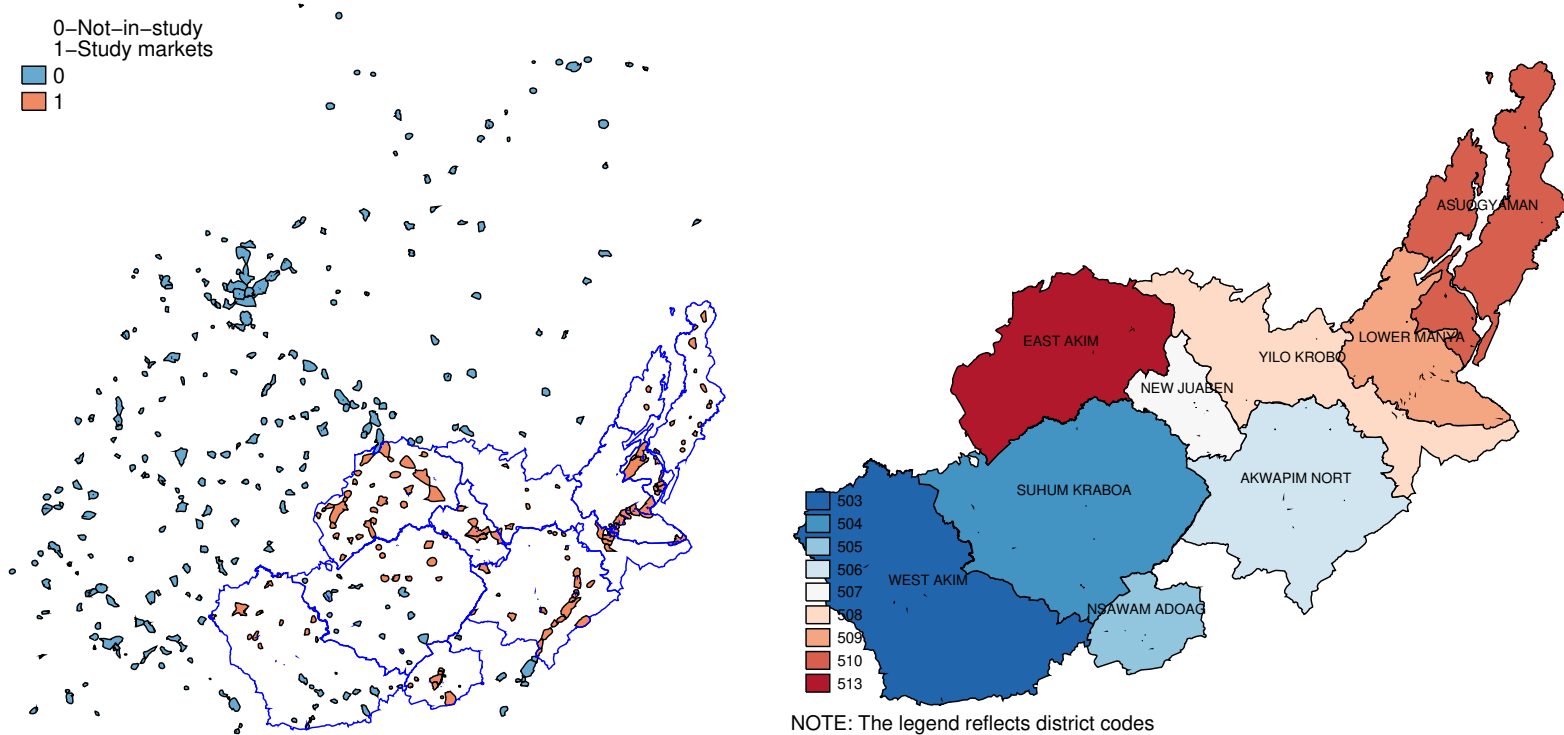 0–Not–in–study
1–Study markets
0
1
ASUOGYAMAN
EAST AKIM
LOWER MANYA
YILO KROBO
NEW JUABEN
AKWAPIM NORT
SUHUM KRABOA
WEST AKIM
NSAWAM ADOAG
503
504
505
506
507
508
509
510
513
NOTE: The legend reflects district codes